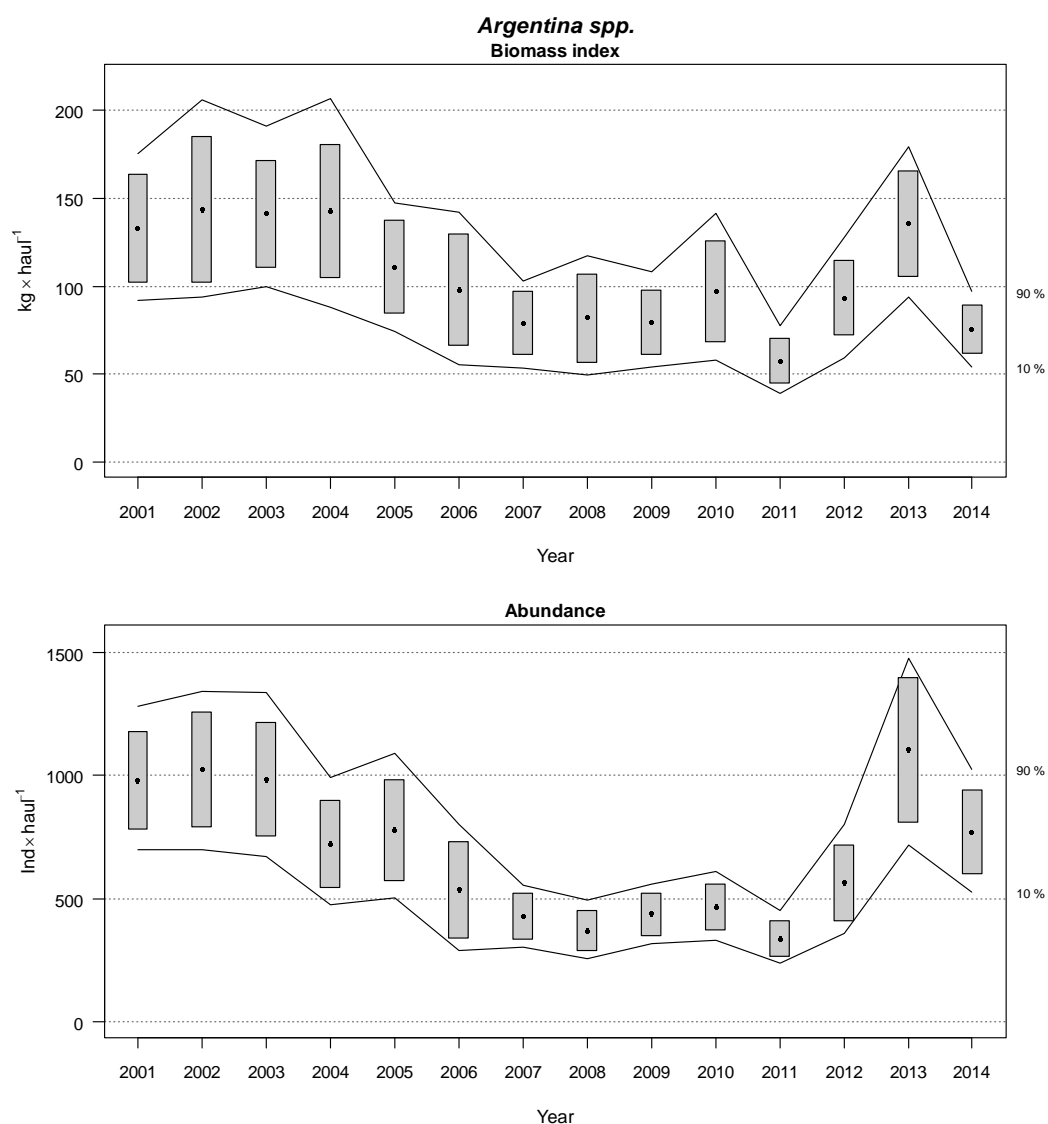 Argentina spp.
Biomass index
kg × haul⁻¹
200
150
100
50
0
90 %
10 %
2001 2002 2003 2004 2005 2006 2007 2008 2009 2010 2011 2012 2013 2014
Year
Abundance
Ind × haul⁻¹
1500
1000
500
0
90 %
10 %
2001 2002 2003 2004 2005 2006 2007 2008 2009 2010 2011 2012 2013 2014
Year